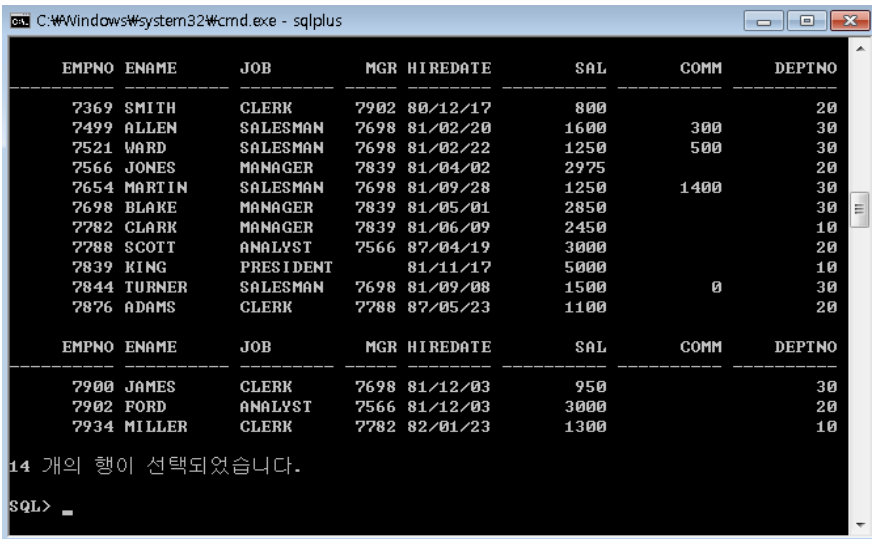 C:₩Windows₩system32₩cmd.exe - sqlplus
EMPNO ENAME JOB MGR HIREDATE SAL COMM DEPTNO
7369 SMITH CLERK 7902 80/12/17 800 20
7499 ALLEN SALESMAN 7698 81/02/20 1600 300 30
7521 WARD SALESMAN 7698 81/02/22 1250 500 30
7566 JONES MANAGER 7839 81/04/02 2975 20
7654 MARTIN SALESMAN 7698 81/09/28 1250 1400 30
7698 BLAKE MANAGER 7839 81/05/01 2850 30
7782 CLARK MANAGER 7839 81/06/09 2450 10
7788 SCOTT ANALYST 7566 87/04/19 3000 20
7839 KING PRESIDENT 81/11/17 5000 10
7844 TURNER SALESMAN 7698 81/09/08 1500 0 30
7876 ADAMS CLERK 7788 87/05/23 1100 20
EMPNO ENAME JOB MGR HIREDATE SAL COMM DEPTNO
7900 JAMES CLERK 7698 81/12/03 950 30
7902 FORD ANALYST 7566 81/12/03 3000 20
7934 MILLER CLERK 7782 82/01/23 1300 10
14 개의 행이 선택되었습니다.
SQL> _